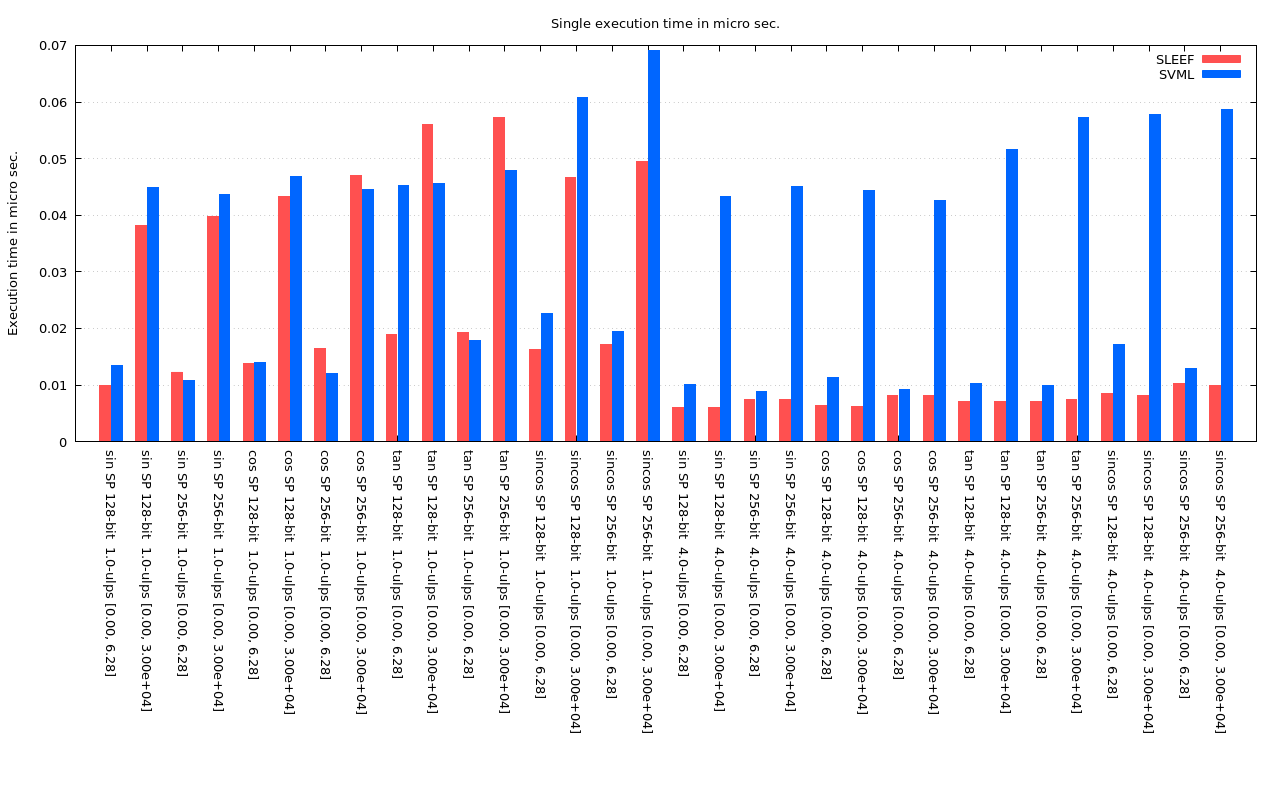 Single execution time in micro sec.
SLEEF
SVML
Execution time in micro sec.
0.07
0.06
0.05
0.04
0.03
0.02
0.01
0
sin SP 128-bit  1.0-ulps [0.00, 6.28]
sin SP 128-bit  1.0-ulps [0.00, 3.00e+04]
sin SP 256-bit  1.0-ulps [0.00, 6.28]
sin SP 256-bit  1.0-ulps [0.00, 3.00e+04]
cos SP 128-bit  1.0-ulps [0.00, 6.28]
cos SP 128-bit  1.0-ulps [0.00, 3.00e+04]
cos SP 256-bit  1.0-ulps [0.00, 6.28]
cos SP 256-bit  1.0-ulps [0.00, 3.00e+04]
tan SP 128-bit  1.0-ulps [0.00, 6.28]
tan SP 128-bit  1.0-ulps [0.00, 3.00e+04]
tan SP 256-bit  1.0-ulps [0.00, 6.28]
tan SP 256-bit  1.0-ulps [0.00, 3.00e+04]
sincos SP 128-bit  1.0-ulps [0.00, 6.28]
sincos SP 128-bit  1.0-ulps [0.00, 3.00e+04]
sincos SP 256-bit  1.0-ulps [0.00, 6.28]
sincos SP 256-bit  1.0-ulps [0.00, 3.00e+04]
sin SP 128-bit  4.0-ulps [0.00, 6.28]
sin SP 128-bit  4.0-ulps [0.00, 3.00e+04]
sin SP 256-bit  4.0-ulps [0.00, 6.28]
sin SP 256-bit  4.0-ulps [0.00, 3.00e+04]
cos SP 128-bit  4.0-ulps [0.00, 6.28]
cos SP 128-bit  4.0-ulps [0.00, 3.00e+04]
cos SP 256-bit  4.0-ulps [0.00, 6.28]
cos SP 256-bit  4.0-ulps [0.00, 3.00e+04]
tan SP 128-bit  4.0-ulps [0.00, 6.28]
tan SP 128-bit  4.0-ulps [0.00, 3.00e+04]
tan SP 256-bit  4.0-ulps [0.00, 6.28]
tan SP 256-bit  4.0-ulps [0.00, 3.00e+04]
sincos SP 128-bit  4.0-ulps [0.00, 6.28]
sincos SP 128-bit  4.0-ulps [0.00, 3.00e+04]
sincos SP 256-bit  4.0-ulps [0.00, 6.28]
sincos SP 256-bit  4.0-ulps [0.00, 3.00e+04]